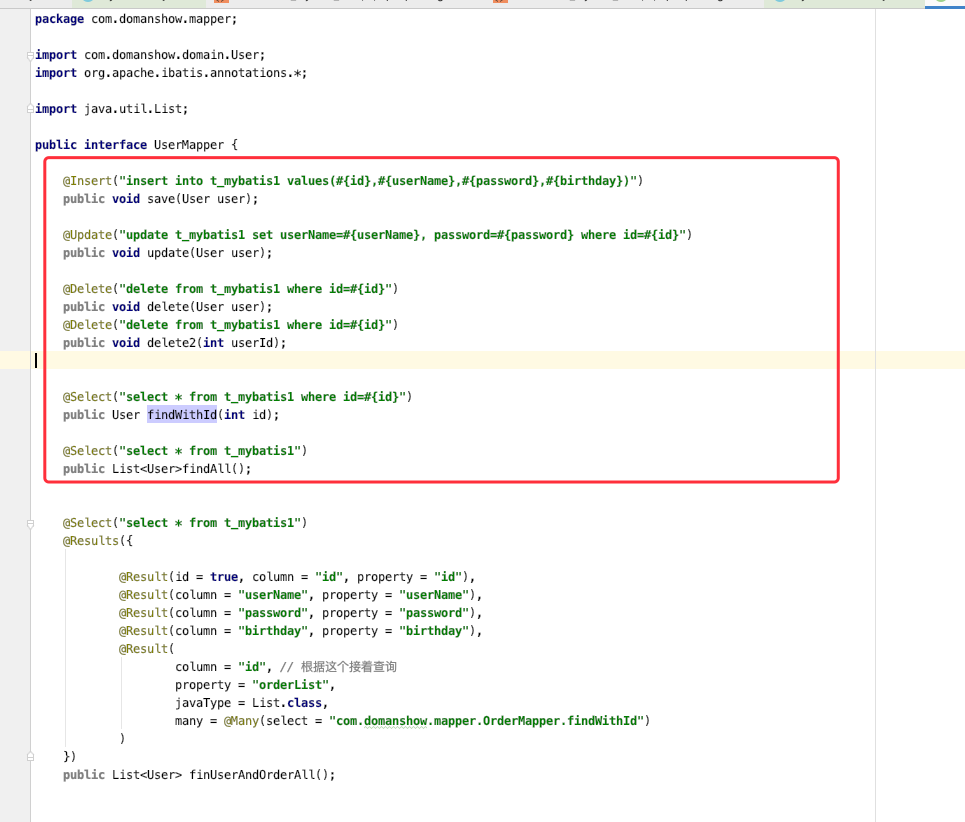 package com.domanshow.mapper;
import com.domanshow.domain.User;
import org.apache.ibatis.annotations.*;
import java.util.List;
public interface UserMapper {
@Insert("insert into t_mybatis1 values(#{id},#{userName},#{password},#{birthday})")
public void save(User user);
@Update("update t_mybatis1 set userName=#{userName}, password=#{password} where id=#{id}")
public void update(User user);
@Delete("delete from t_mybatis1 where id=#{id}")
public void delete(User user);
@Delete("delete from t_mybatis1 where id=#{id}")
public void delete2(int userId);
@Select("select * from t_mybatis1 where id=#{id}")
public User findWithId(int id);
@Select("select * from t_mybatis1")
public List<User>findAll();
@Select("select * from t_mybatis1")
@Results({
@Result(id = true, column = "id", property = "id"),
@Result(column = "userName", property = "userName"),
@Result(column = "password", property = "password"),
@Result(column = "birthday", property = "birthday"),
@Result(
column = "id", // 根据这个接着查询
property = "orderList",
javaType = List.class,
many = @Many(select = "com.domanshow.mapper.OrderMapper.findWithId")
)
})
public List<User> finUserAndOrderAll();